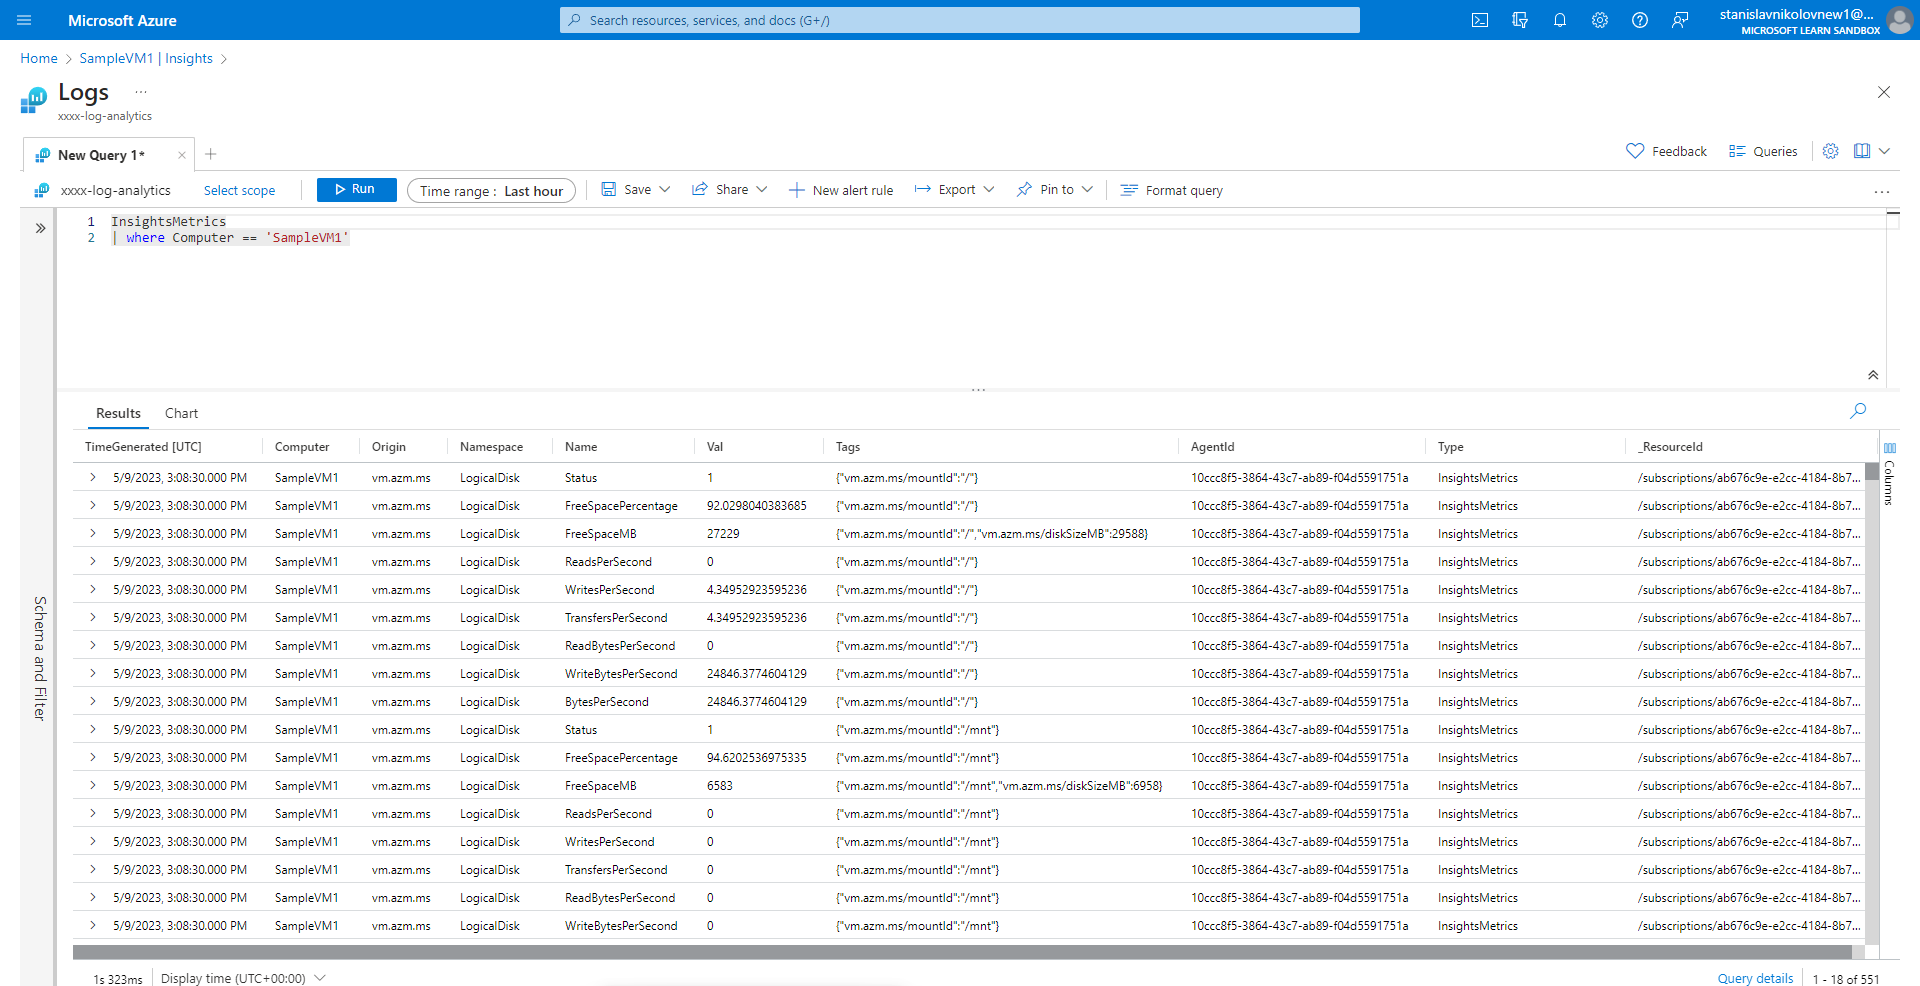 Microsoft Azure
Search resources, services, and docs (G+/)
stanislavnikolovnew1@...
MICROSOFT LEARN SANDBOX
Home > SampleVM1 | Insights >
Logs ...
xxxx-log-analytics
New Query 1*
Feedback Queries
xxxx-log-analytics Select scope Run Time range : Last hour Save Share New alert rule Export Pin to Format query ...
1 InsightsMetrics
2 | where Computer == 'SampleVM1'
Schema and Filter
Results Chart
TimeGenerated [UTC] Computer Origin Namespace Name Val Tags AgentId Type _ResourceId
5/9/2023, 3:08:30.000 PM SampleVM1 vm.azm.ms LogicalDisk Status 1 {"vm.azm.ms/mountId":"/"} 10ccc8f5-3864-43c7-ab89-f04d5591751a InsightsMetrics /subscriptions/ab676c9e-e2cc-4184-8b7...
5/9/2023, 3:08:30.000 PM SampleVM1 vm.azm.ms LogicalDisk FreeSpacePercentage 92.0298040383685 {"vm.azm.ms/mountId":"/"} 10ccc8f5-3864-43c7-ab89-f04d5591751a InsightsMetrics /subscriptions/ab676c9e-e2cc-4184-8b7...
5/9/2023, 3:08:30.000 PM SampleVM1 vm.azm.ms LogicalDisk FreeSpaceMB 27229 {"vm.azm.ms/mountId":"/","vm.azm.ms/diskSizeMB":29588} 10ccc8f5-3864-43c7-ab89-f04d5591751a InsightsMetrics /subscriptions/ab676c9e-e2cc-4184-8b7...
5/9/2023, 3:08:30.000 PM SampleVM1 vm.azm.ms LogicalDisk ReadsPerSecond 0 {"vm.azm.ms/mountId":"/"} 10ccc8f5-3864-43c7-ab89-f04d5591751a InsightsMetrics /subscriptions/ab676c9e-e2cc-4184-8b7...
5/9/2023, 3:08:30.000 PM SampleVM1 vm.azm.ms LogicalDisk WritesPerSecond 4.34952923595236 {"vm.azm.ms/mountId":"/"} 10ccc8f5-3864-43c7-ab89-f04d5591751a InsightsMetrics /subscriptions/ab676c9e-e2cc-4184-8b7...
5/9/2023, 3:08:30.000 PM SampleVM1 vm.azm.ms LogicalDisk TransfersPerSecond 4.34952923595236 {"vm.azm.ms/mountId":"/"} 10ccc8f5-3864-43c7-ab89-f04d5591751a InsightsMetrics /subscriptions/ab676c9e-e2cc-4184-8b7...
5/9/2023, 3:08:30.000 PM SampleVM1 vm.azm.ms LogicalDisk ReadBytesPerSecond 0 {"vm.azm.ms/mountId":"/"} 10ccc8f5-3864-43c7-ab89-f04d5591751a InsightsMetrics /subscriptions/ab676c9e-e2cc-4184-8b7...
5/9/2023, 3:08:30.000 PM SampleVM1 vm.azm.ms LogicalDisk WriteBytesPerSecond 24846.3774604129 {"vm.azm.ms/mountId":"/"} 10ccc8f5-3864-43c7-ab89-f04d5591751a InsightsMetrics /subscriptions/ab676c9e-e2cc-4184-8b7...
5/9/2023, 3:08:30.000 PM SampleVM1 vm.azm.ms LogicalDisk BytesPerSecond 24846.3774604129 {"vm.azm.ms/mountId":"/"} 10ccc8f5-3864-43c7-ab89-f04d5591751a InsightsMetrics /subscriptions/ab676c9e-e2cc-4184-8b7...
5/9/2023, 3:08:30.000 PM SampleVM1 vm.azm.ms LogicalDisk Status 1 {"vm.azm.ms/mountId":"/mnt"} 10ccc8f5-3864-43c7-ab89-f04d5591751a InsightsMetrics /subscriptions/ab676c9e-e2cc-4184-8b7...
5/9/2023, 3:08:30.000 PM SampleVM1 vm.azm.ms LogicalDisk FreeSpacePercentage 94.6202536975335 {"vm.azm.ms/mountId":"/mnt"} 10ccc8f5-3864-43c7-ab89-f04d5591751a InsightsMetrics /subscriptions/ab676c9e-e2cc-4184-8b7...
5/9/2023, 3:08:30.000 PM SampleVM1 vm.azm.ms LogicalDisk FreeSpaceMB 6583 {"vm.azm.ms/mountId":"/mnt","vm.azm.ms/diskSizeMB":6958} 10ccc8f5-3864-43c7-ab89-f04d5591751a InsightsMetrics /subscriptions/ab676c9e-e2cc-4184-8b7...
5/9/2023, 3:08:30.000 PM SampleVM1 vm.azm.ms LogicalDisk ReadsPerSecond 0 {"vm.azm.ms/mountId":"/mnt"} 10ccc8f5-3864-43c7-ab89-f04d5591751a InsightsMetrics /subscriptions/ab676c9e-e2cc-4184-8b7...
5/9/2023, 3:08:30.000 PM SampleVM1 vm.azm.ms LogicalDisk WritesPerSecond 0 {"vm.azm.ms/mountId":"/mnt"} 10ccc8f5-3864-43c7-ab89-f04d5591751a InsightsMetrics /subscriptions/ab676c9e-e2cc-4184-8b7...
5/9/2023, 3:08:30.000 PM SampleVM1 vm.azm.ms LogicalDisk TransfersPerSecond 0 {"vm.azm.ms/mountId":"/mnt"} 10ccc8f5-3864-43c7-ab89-f04d5591751a InsightsMetrics /subscriptions/ab676c9e-e2cc-4184-8b7...
5/9/2023, 3:08:30.000 PM SampleVM1 vm.azm.ms LogicalDisk ReadBytesPerSecond 0 {"vm.azm.ms/mountId":"/mnt"} 10ccc8f5-3864-43c7-ab89-f04d5591751a InsightsMetrics /subscriptions/ab676c9e-e2cc-4184-8b7...
5/9/2023, 3:08:30.000 PM SampleVM1 vm.azm.ms LogicalDisk WriteBytesPerSecond 0 {"vm.azm.ms/mountId":"/mnt"} 10ccc8f5-3864-43c7-ab89-f04d5591751a InsightsMetrics /subscriptions/ab676c9e-e2cc-4184-8b7...
Columns
1s 323ms Display time (UTC+00:00) Query details 1 - 18 of 551